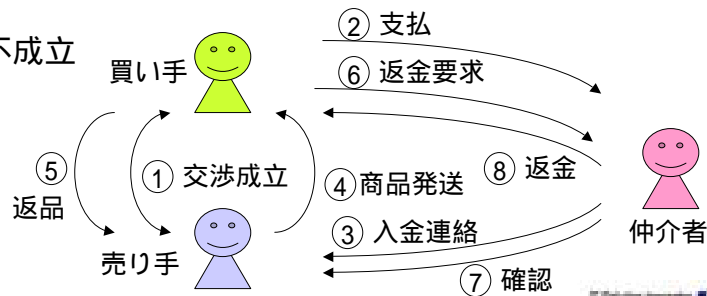 ② 支払
不成立
買い手
⑥ 返金要求
⑤
返品
① 交渉成立
④商品発送
⑧ 返金
③ 入金連絡
仲介者
売り手
⑦ 確認